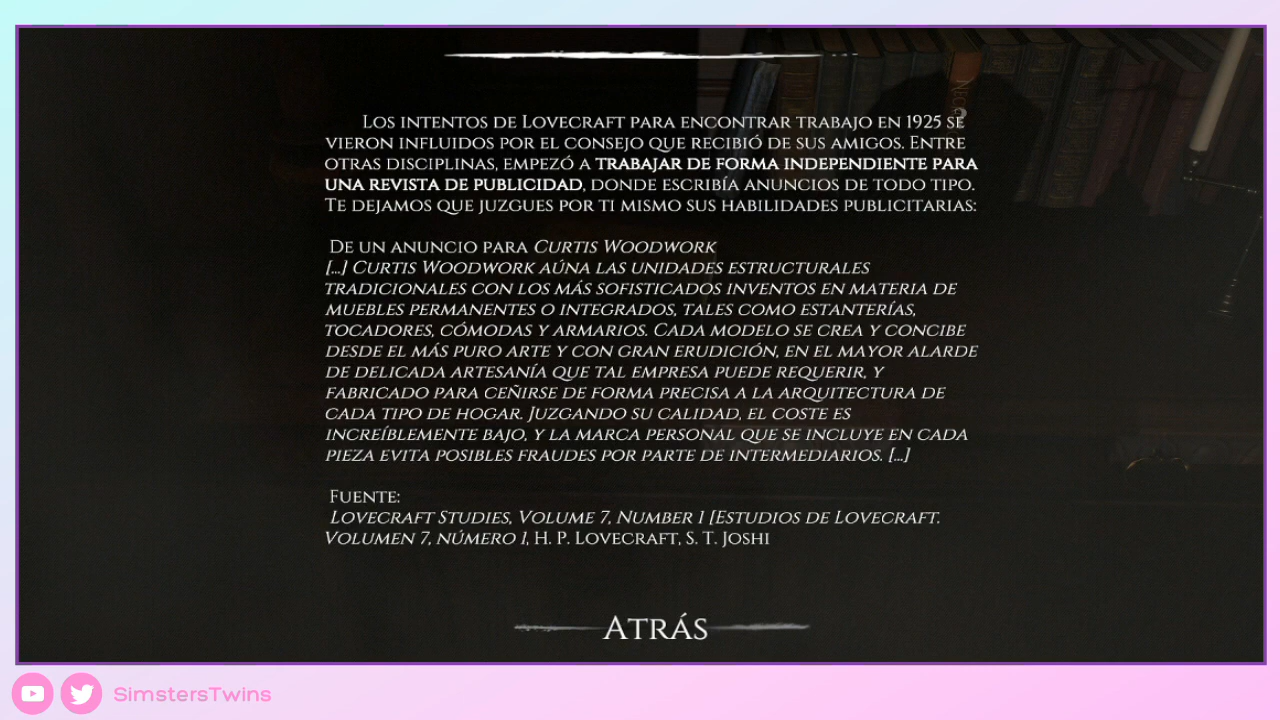 Los intentos de Lovecraft para encontrar trabajo en 1925 se
vieron influidos por el consejo que recibió de sus amigos. Entre
otras disciplinas, empezó a trabajar de forma independiente para
una revista de publicidad, donde escribía anuncios de todo tipo.
Te dejamos que juzgues por ti mismo sus habilidades publicitarias:
De un anuncio para Curtis Woodwork
[...] Curtis Woodwork aúna las unidades estructurales
tradicionales con los más sofisticados inventos en materia de
muebles permanentes o integrados, tales como estanterías,
tocadores, cómodas y armarios. Cada modelo se crea y concibe
desde el más puro arte y con gran erudición, en el mayor alarde
de delicada artesanía que tal empresa puede requerir, y
fabricado para ceñirse de forma precisa a la arquitectura de
cada tipo de hogar. Juzgando su calidad, el coste es
increíblemente bajo, y la marca personal que se incluye en cada
pieza evita posibles fraudes por parte de intermediarios. [...]
Fuente:
Lovecraft Studies, Volume 7, Number 1 [Estudios de Lovecraft.
Volumen 7, número 1, H. P. Lovecraft, S. T. Joshi
Atrás
SimstersTwins